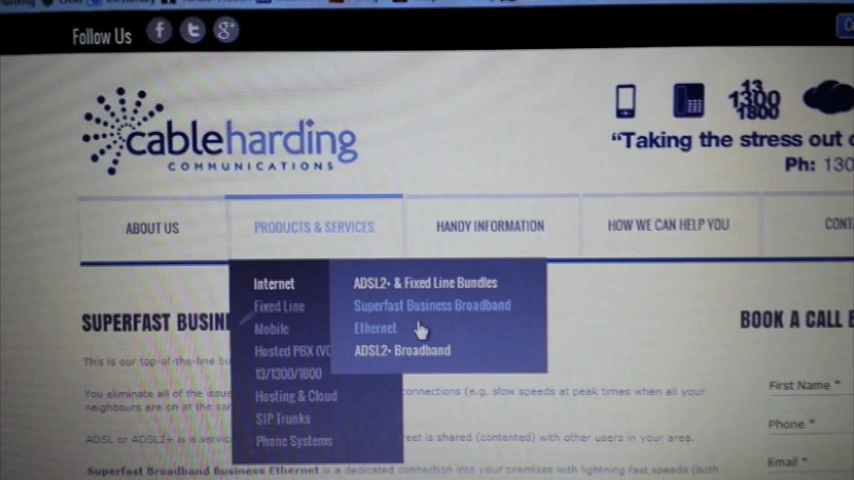 Follow Us
13
1300
1800
cableharding
COMMUNICATIONS
“Taking the stress out
Ph: 130
ABOUT US
PRODUCTS & SERVICES
HANDY INFORMATION
HOW WE CAN HELP YOU
CONT
Internet
Fixed Line
Mobile
Hosted PBX (VO
13/1300/1800
Hosting & Cloud
SIP Trunks
Phone Systems
ADSL2+ & Fixed Line Bundles
Superfast Business Broadband
Ethernet
ADSL2+ Broadband
SUPERFAST BUSIN
This is our top-of-the-line bu
You eliminate all of the issu
connections (e.g. slow speeds at peak times when all your
neighbours are on at the sa
ADSL or ADSL2+ is a servic
eet is shared (contented) with other users in your area.
Superfast Broadband Business Ethernet is a dedicated connection into your premises with lightning fast speeds (both
BOOK A CALL
First Name *
Phone *
Email *